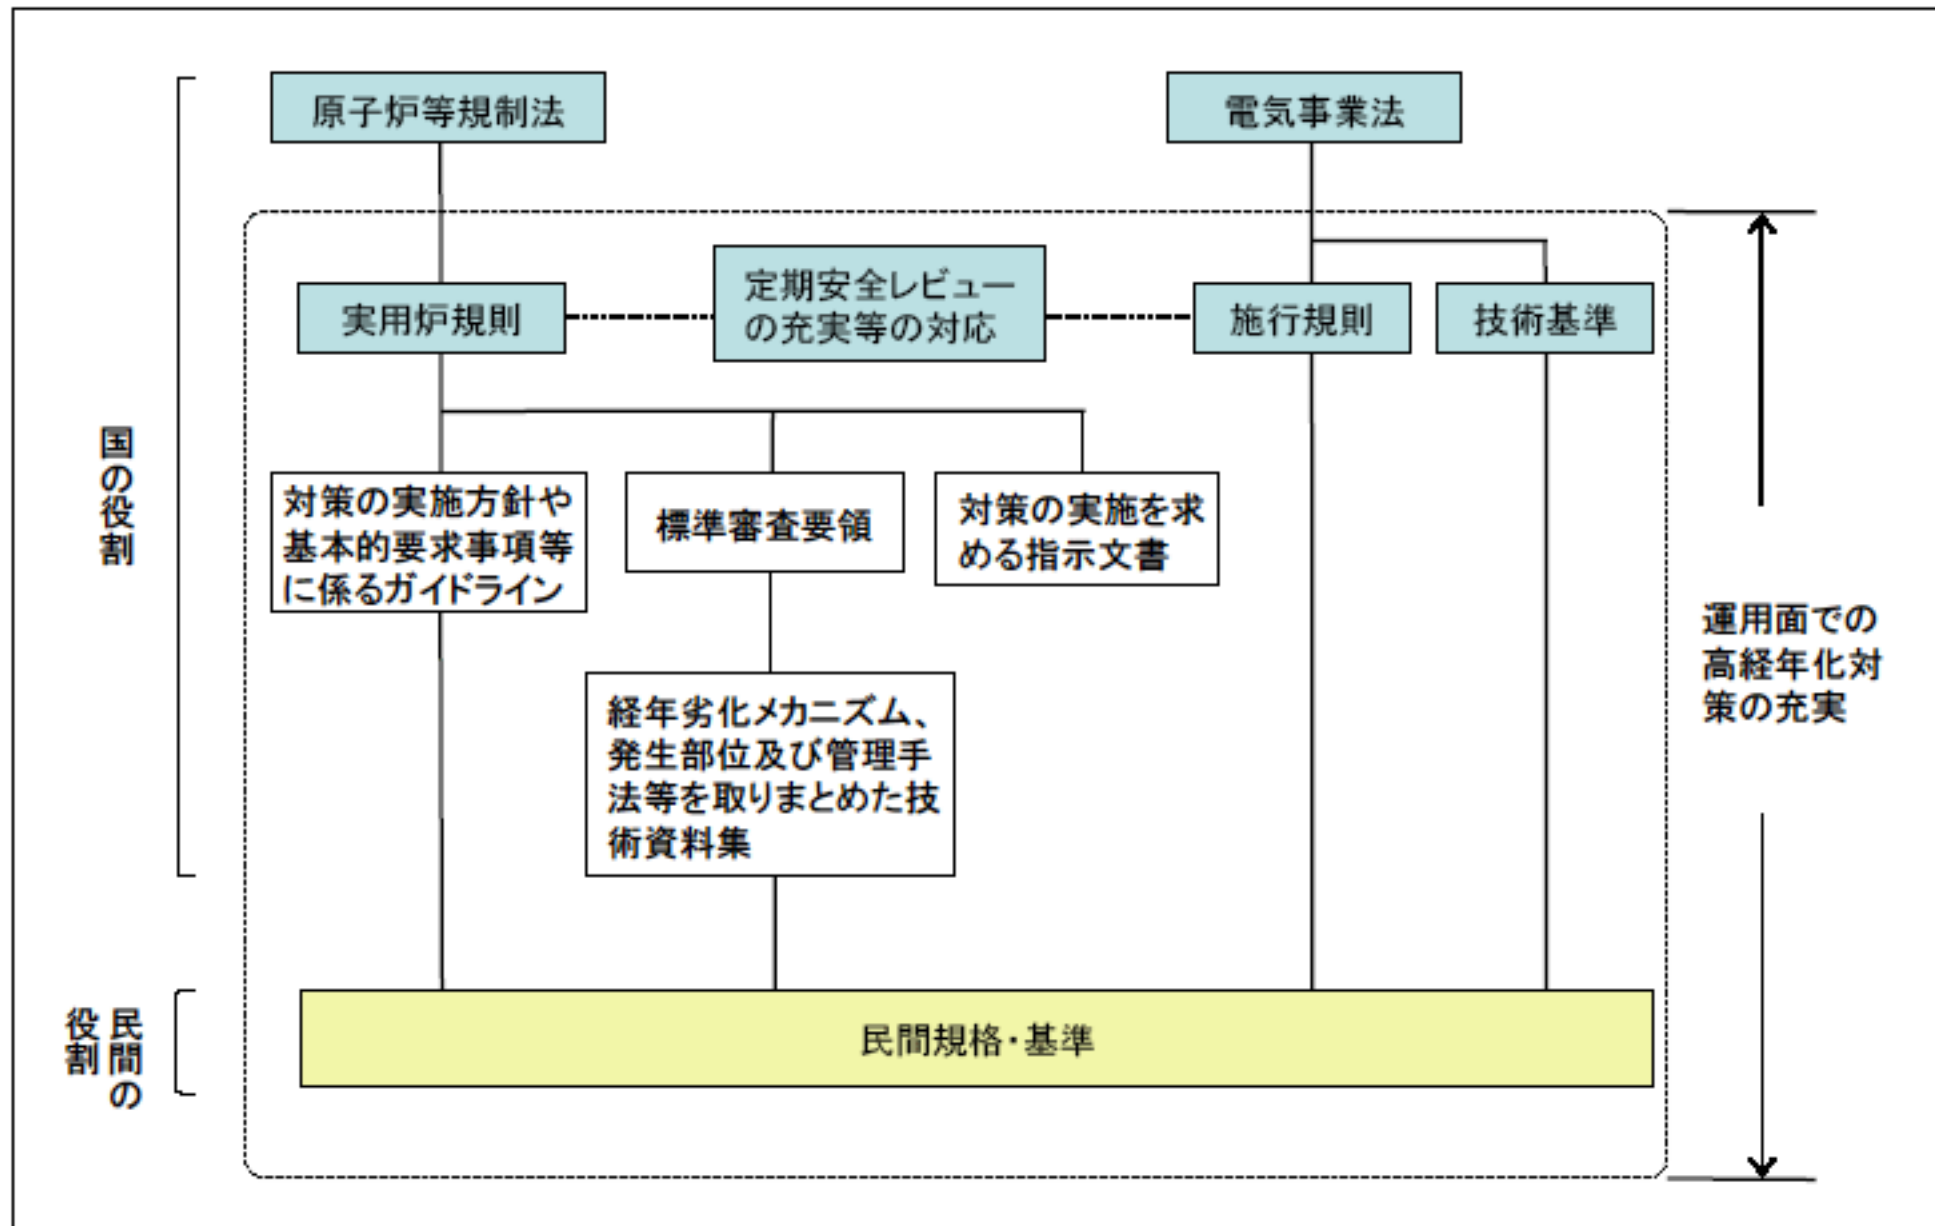 原子炉等規制法
電気事業法
実用炉規則
定期安全レビュー
の充実等の対応
施行規則
技術基準
国の役割
対策の実施方針や
基本的要求事項等
に係るガイドライン
標準審査要領
対策の実施を求
める指示文書
運用面での
高経年化対
策の充実
経年劣化メカニズム、
発生部位及び管理手
法等を取りまとめた技
術資料集
民間の
役割
民間規格・基準